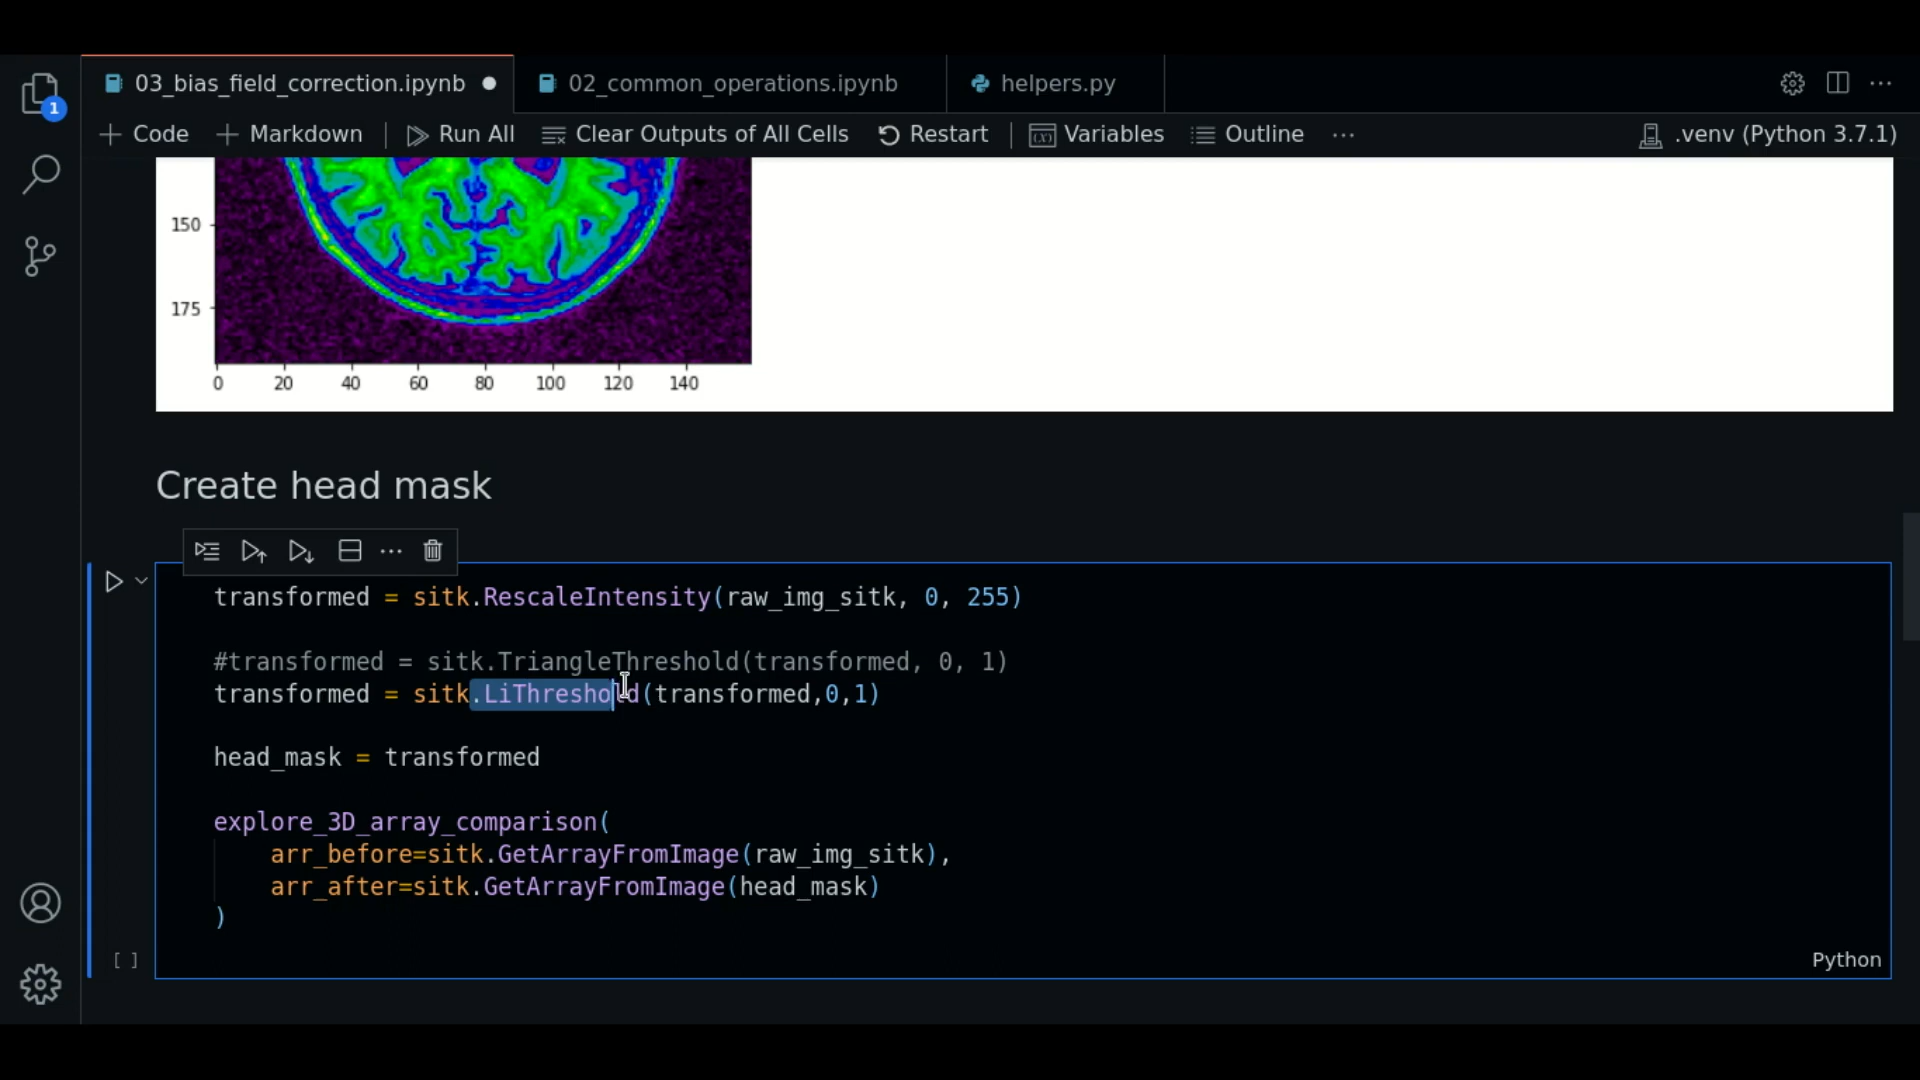 03_bias_field_correction.ipynb
02_common_operations.ipynb
helpers.py
1
Code
Markdown
Run All
Clear Outputs of All Cells
Restart
Variables
Outline
.venv (Python 3.7.1)
150
175
0 20 40 60 80 100 120 140
Create head mask
transformed = sitk.RescaleIntensity(raw_img_sitk, 0, 255)
#transformed = sitk.TriangleThreshold(transformed, 0, 1)
transformed = sitk.LiThreshold(transformed,0,1)
head_mask = transformed
explore_3D_array_comparison(
    arr_before=sitk.GetArrayFromImage(raw_img_sitk),
    arr_after=sitk.GetArrayFromImage(head_mask)
)
[ ]
Python